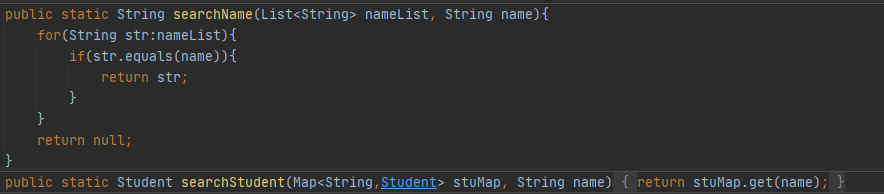 public static String searchName(List<String> nameList, String name){
    for(String str:nameList){
        if(str.equals(name)){
            return str;
        }
    }
    return null;
}
public static Student searchStudent(Map<String,Student> stuMap, String name) { return stuMap.get(name); }